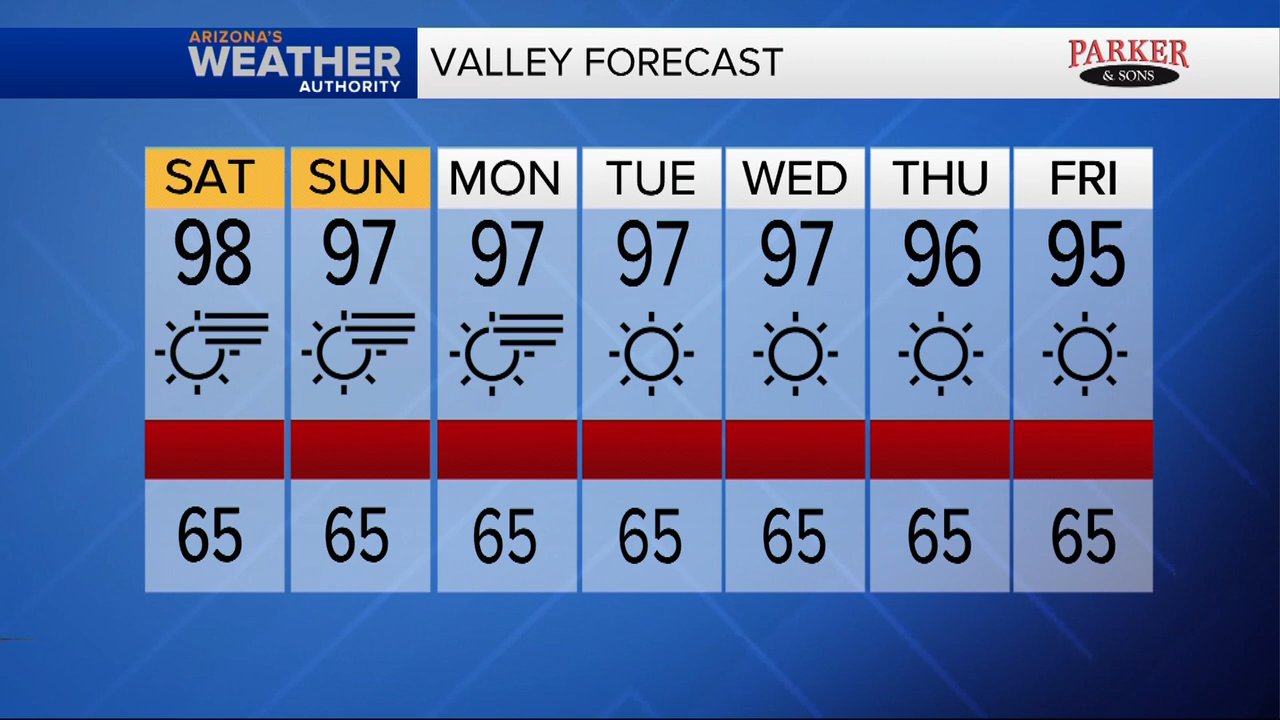 ARIZONA'S
WEATHER
AUTHORITY
VALLEY FORECAST
PARKER
& SONS
SAT SUN MON TUE WED THU FRI
98 97 97 97 97 96 95
65 65 65 65 65 65 65